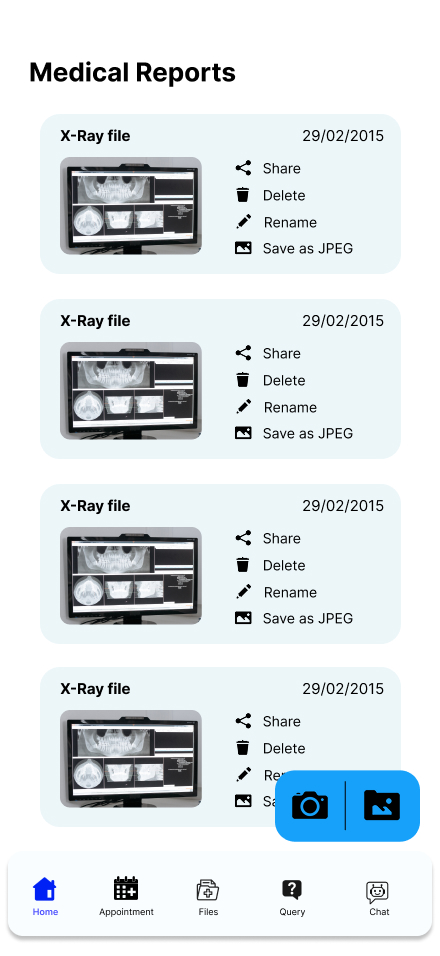 Medical Reports
X-Ray file 29/02/2015
Share
Delete
Rename
Save as JPEG
X-Ray file 29/02/2015
Share
Delete
Rename
Save as JPEG
X-Ray file 29/02/2015
Share
Delete
Rename
Save as JPEG
X-Ray file 29/02/2015
Share
Delete
Home Appointment Files Query Chat